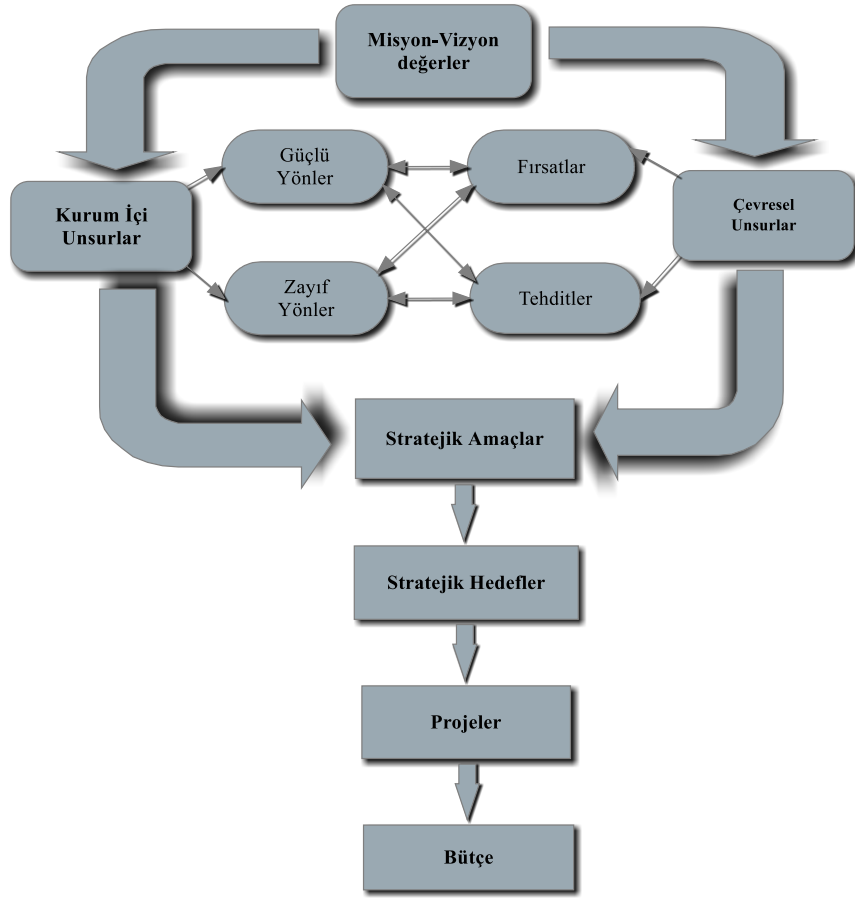 Misyon-Vizyon
değerler
Güçlü
Yönler
Fırsatlar
Kurum İçi
Unsurlar
Çevresel
Unsurlar
Zayıf
Yönler
Tehditler
Stratejik Amaçlar
Stratejik Hedefler
Projeler
Bütçe